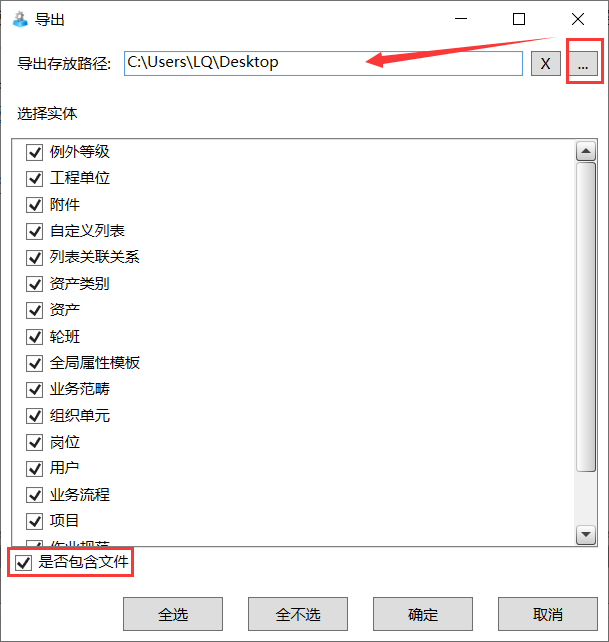 导出
导出存放路径: C:\Users\LQ\Desktop X ...
选择实体
例外等级
工程单位
附件
自定义列表
列表关联关系
资产类别
资产
轮班
全局属性模板
业务范畴
组织单元
岗位
用户
业务流程
项目
作业规范
是否包含文件
全选 全不选 确定 取消